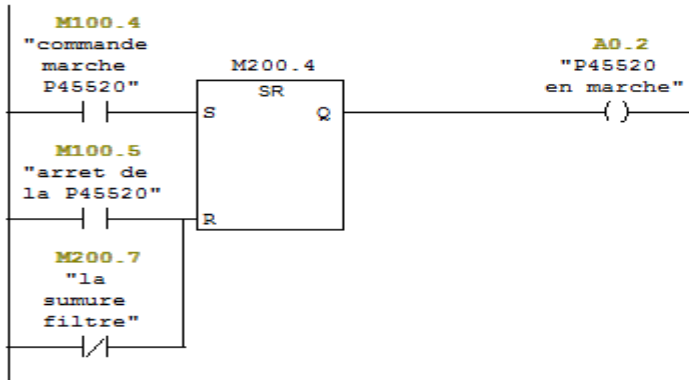 M100.4
"commande
marche
P45520"
M200.4
SR
S
Q
A0.2
"P45520
en marche"
M100.5
"arret de
la P45520"
R
M200.7
"la
sumure
filtre"